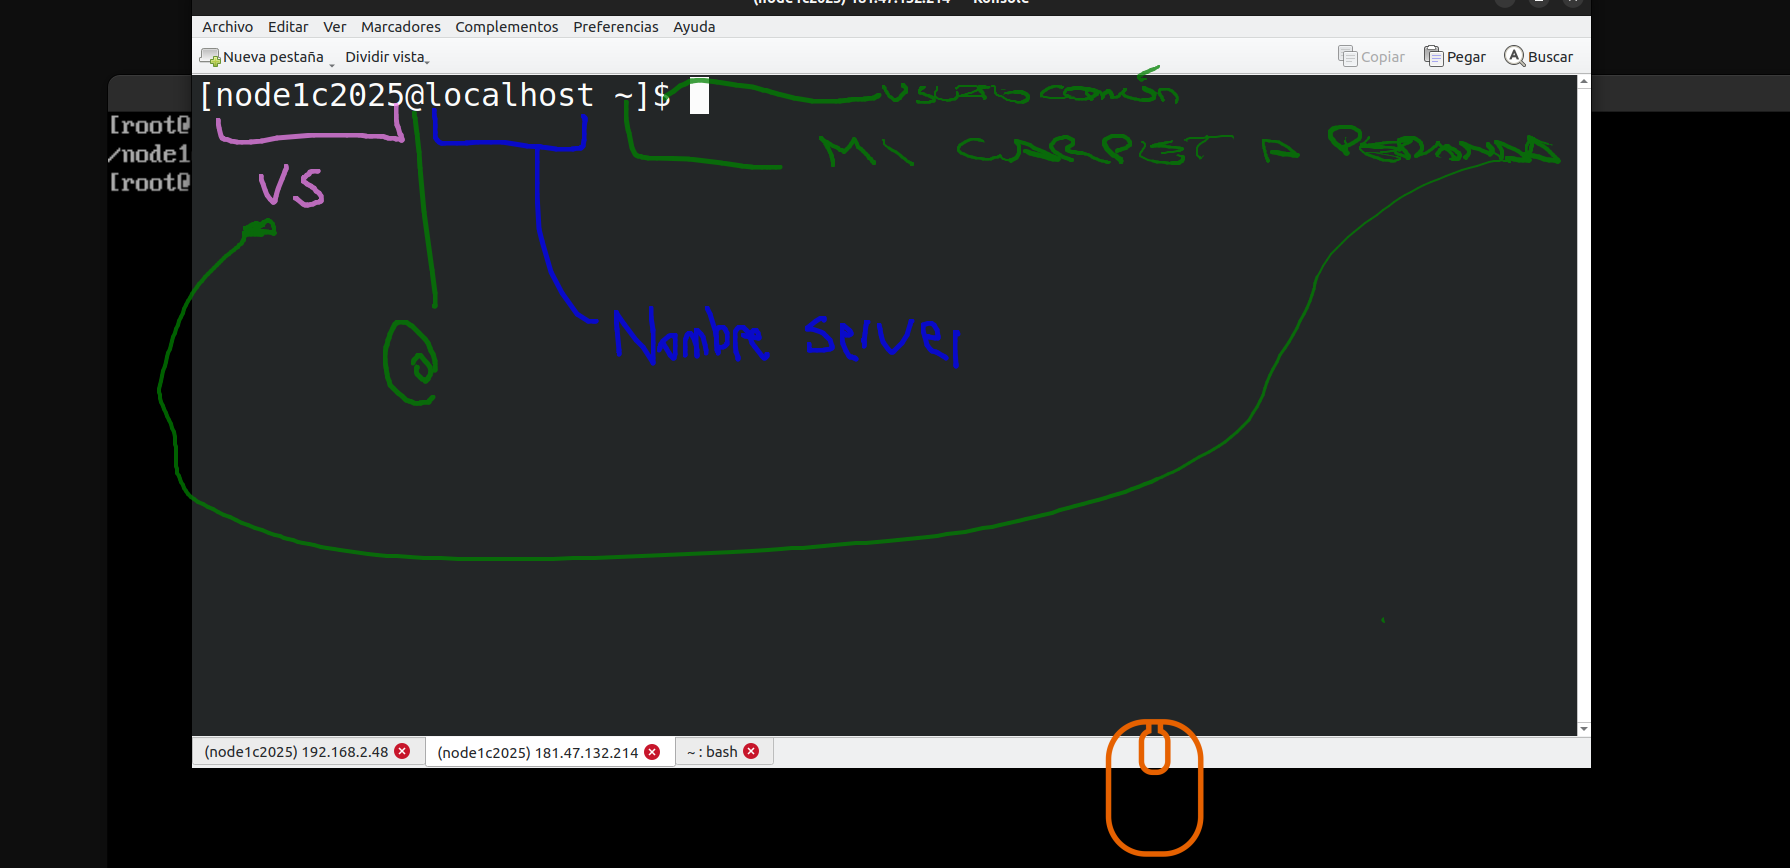 (node1c2025) 181.47.132.214 — Konsole
Archivo Editar Ver Marcadores Complementos Preferencias Ayuda
Nueva pestaña Dividir vista Copiar Pegar Buscar
[node1c2025@localhost ~]$
usuario común
[root@
/node1
[root@
MI CARPETA PERSONAL
US
@
Nombre server
(node1c2025) 192.168.2.48 (node1c2025) 181.47.132.214 ~ : bash